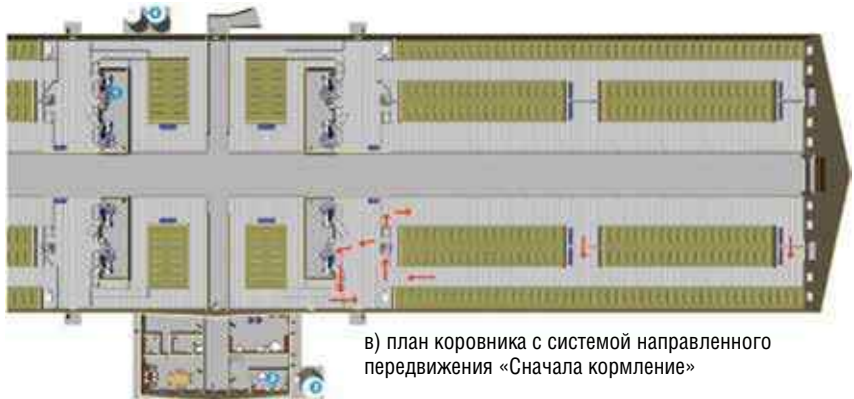 в) план коровника с системой направленного
передвижения «Сначала кормление»